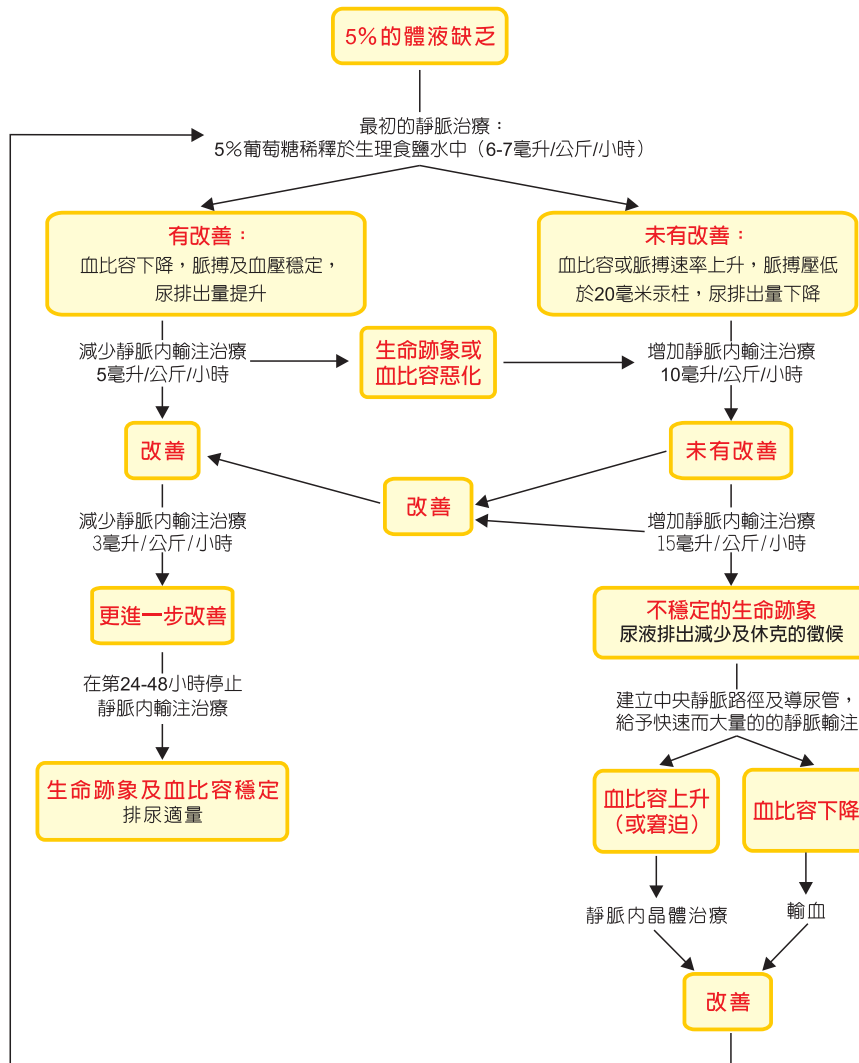 5%的體液缺乏
最初的靜脈治療：
5%葡萄糖稀釋於生理食鹽水中（6-7毫升/公斤/小時）
有改善：
血比容下降，脈搏及血壓穩定，
尿排出量提升
未有改善：
血比容或脈搏速率上升，脈搏壓低
於20毫米汞柱，尿排出量下降
減少靜脈內輸注治療
5毫升/公斤/小時
生命跡象或
血比容惡化
增加靜脈內輸注治療
10毫升/公斤/小時
改善
未有改善
改善
減少靜脈內輸注治療
3毫升/公斤/小時
增加靜脈內輸注治療
15毫升/公斤/小時
更進一步改善
不穩定的生命跡象
尿液排出減少及休克的徵候
在第24-48小時停止
靜脈內輸注治療
建立中央靜脈路徑及導尿管，
給予快速而大量的的靜脈輸注
生命跡象及血比容穩定
排尿適量
血比容上升
（或窘迫）
血比容下降
靜脈內晶體治療
輸血
改善